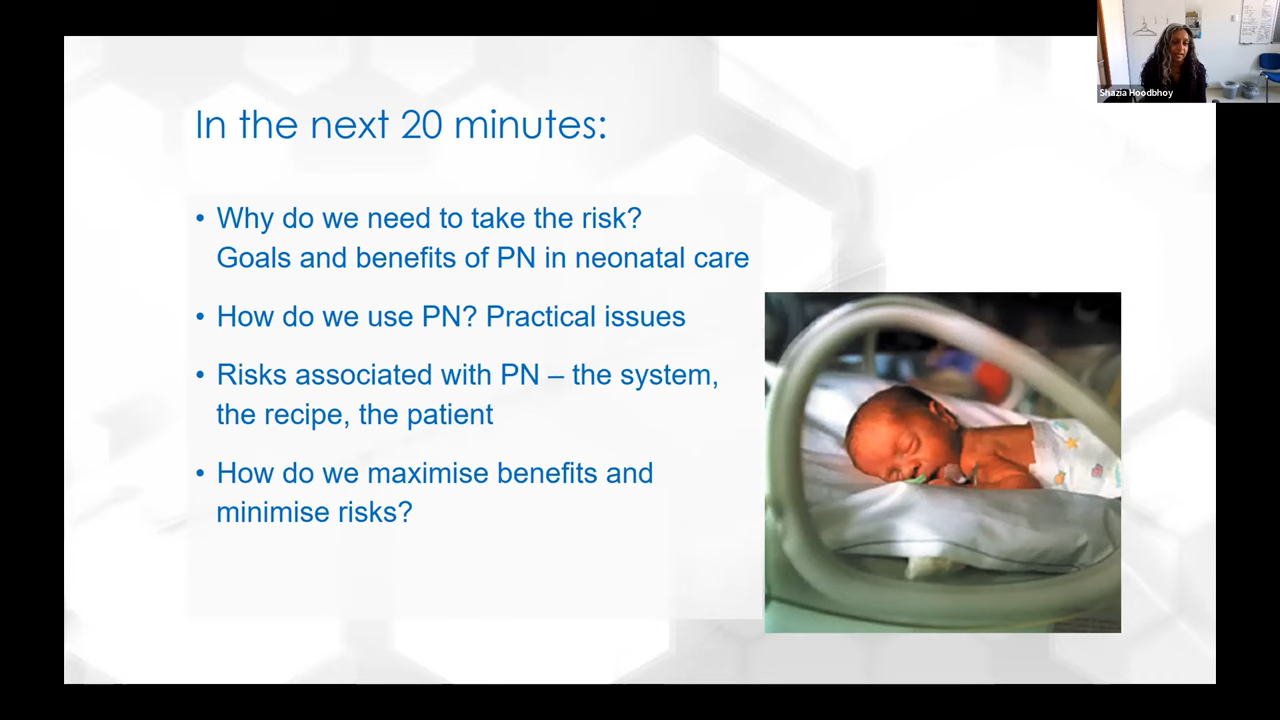 Shazia Hoodbhoy
In the next 20 minutes:
• Why do we need to take the risk?
Goals and benefits of PN in neonatal care
• How do we use PN? Practical issues
• Risks associated with PN – the system,
the recipe, the patient
• How do we maximise benefits and
minimise risks?